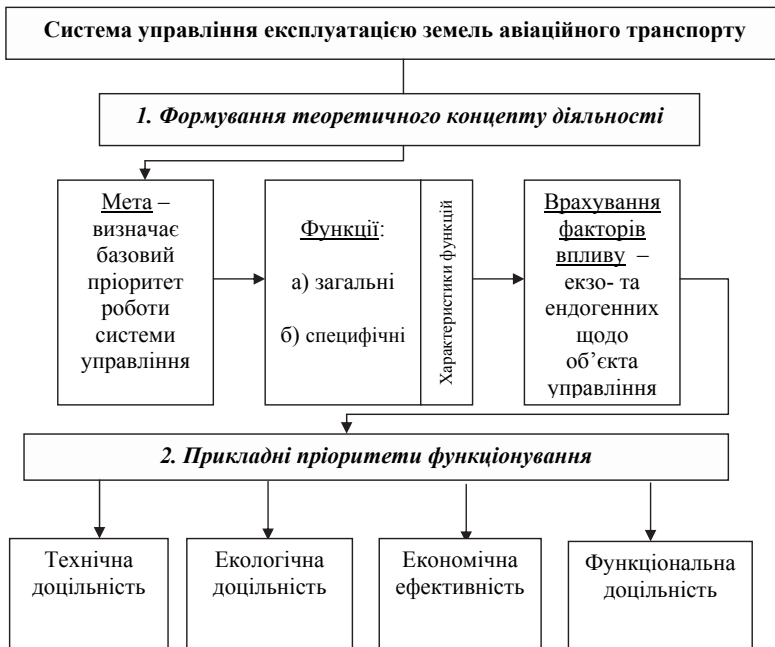 Система управління експлуатацією земель авіаційного транспорту
1. Формування теоретичного концепту діяльності
Мета –
визначає
базовий
пріоритет
роботи
системи
управління
Функції:
а) загальні
б) специфічні
Характеристики функцій
Врахування
факторів
впливу –
екзо- та
ендогенних
щодо
об’єкта
управління
2. Прикладні пріоритети функціонування
Технічна
доцільність
Екологічна
доцільність
Економічна
ефективність
Функціональна
доцільність